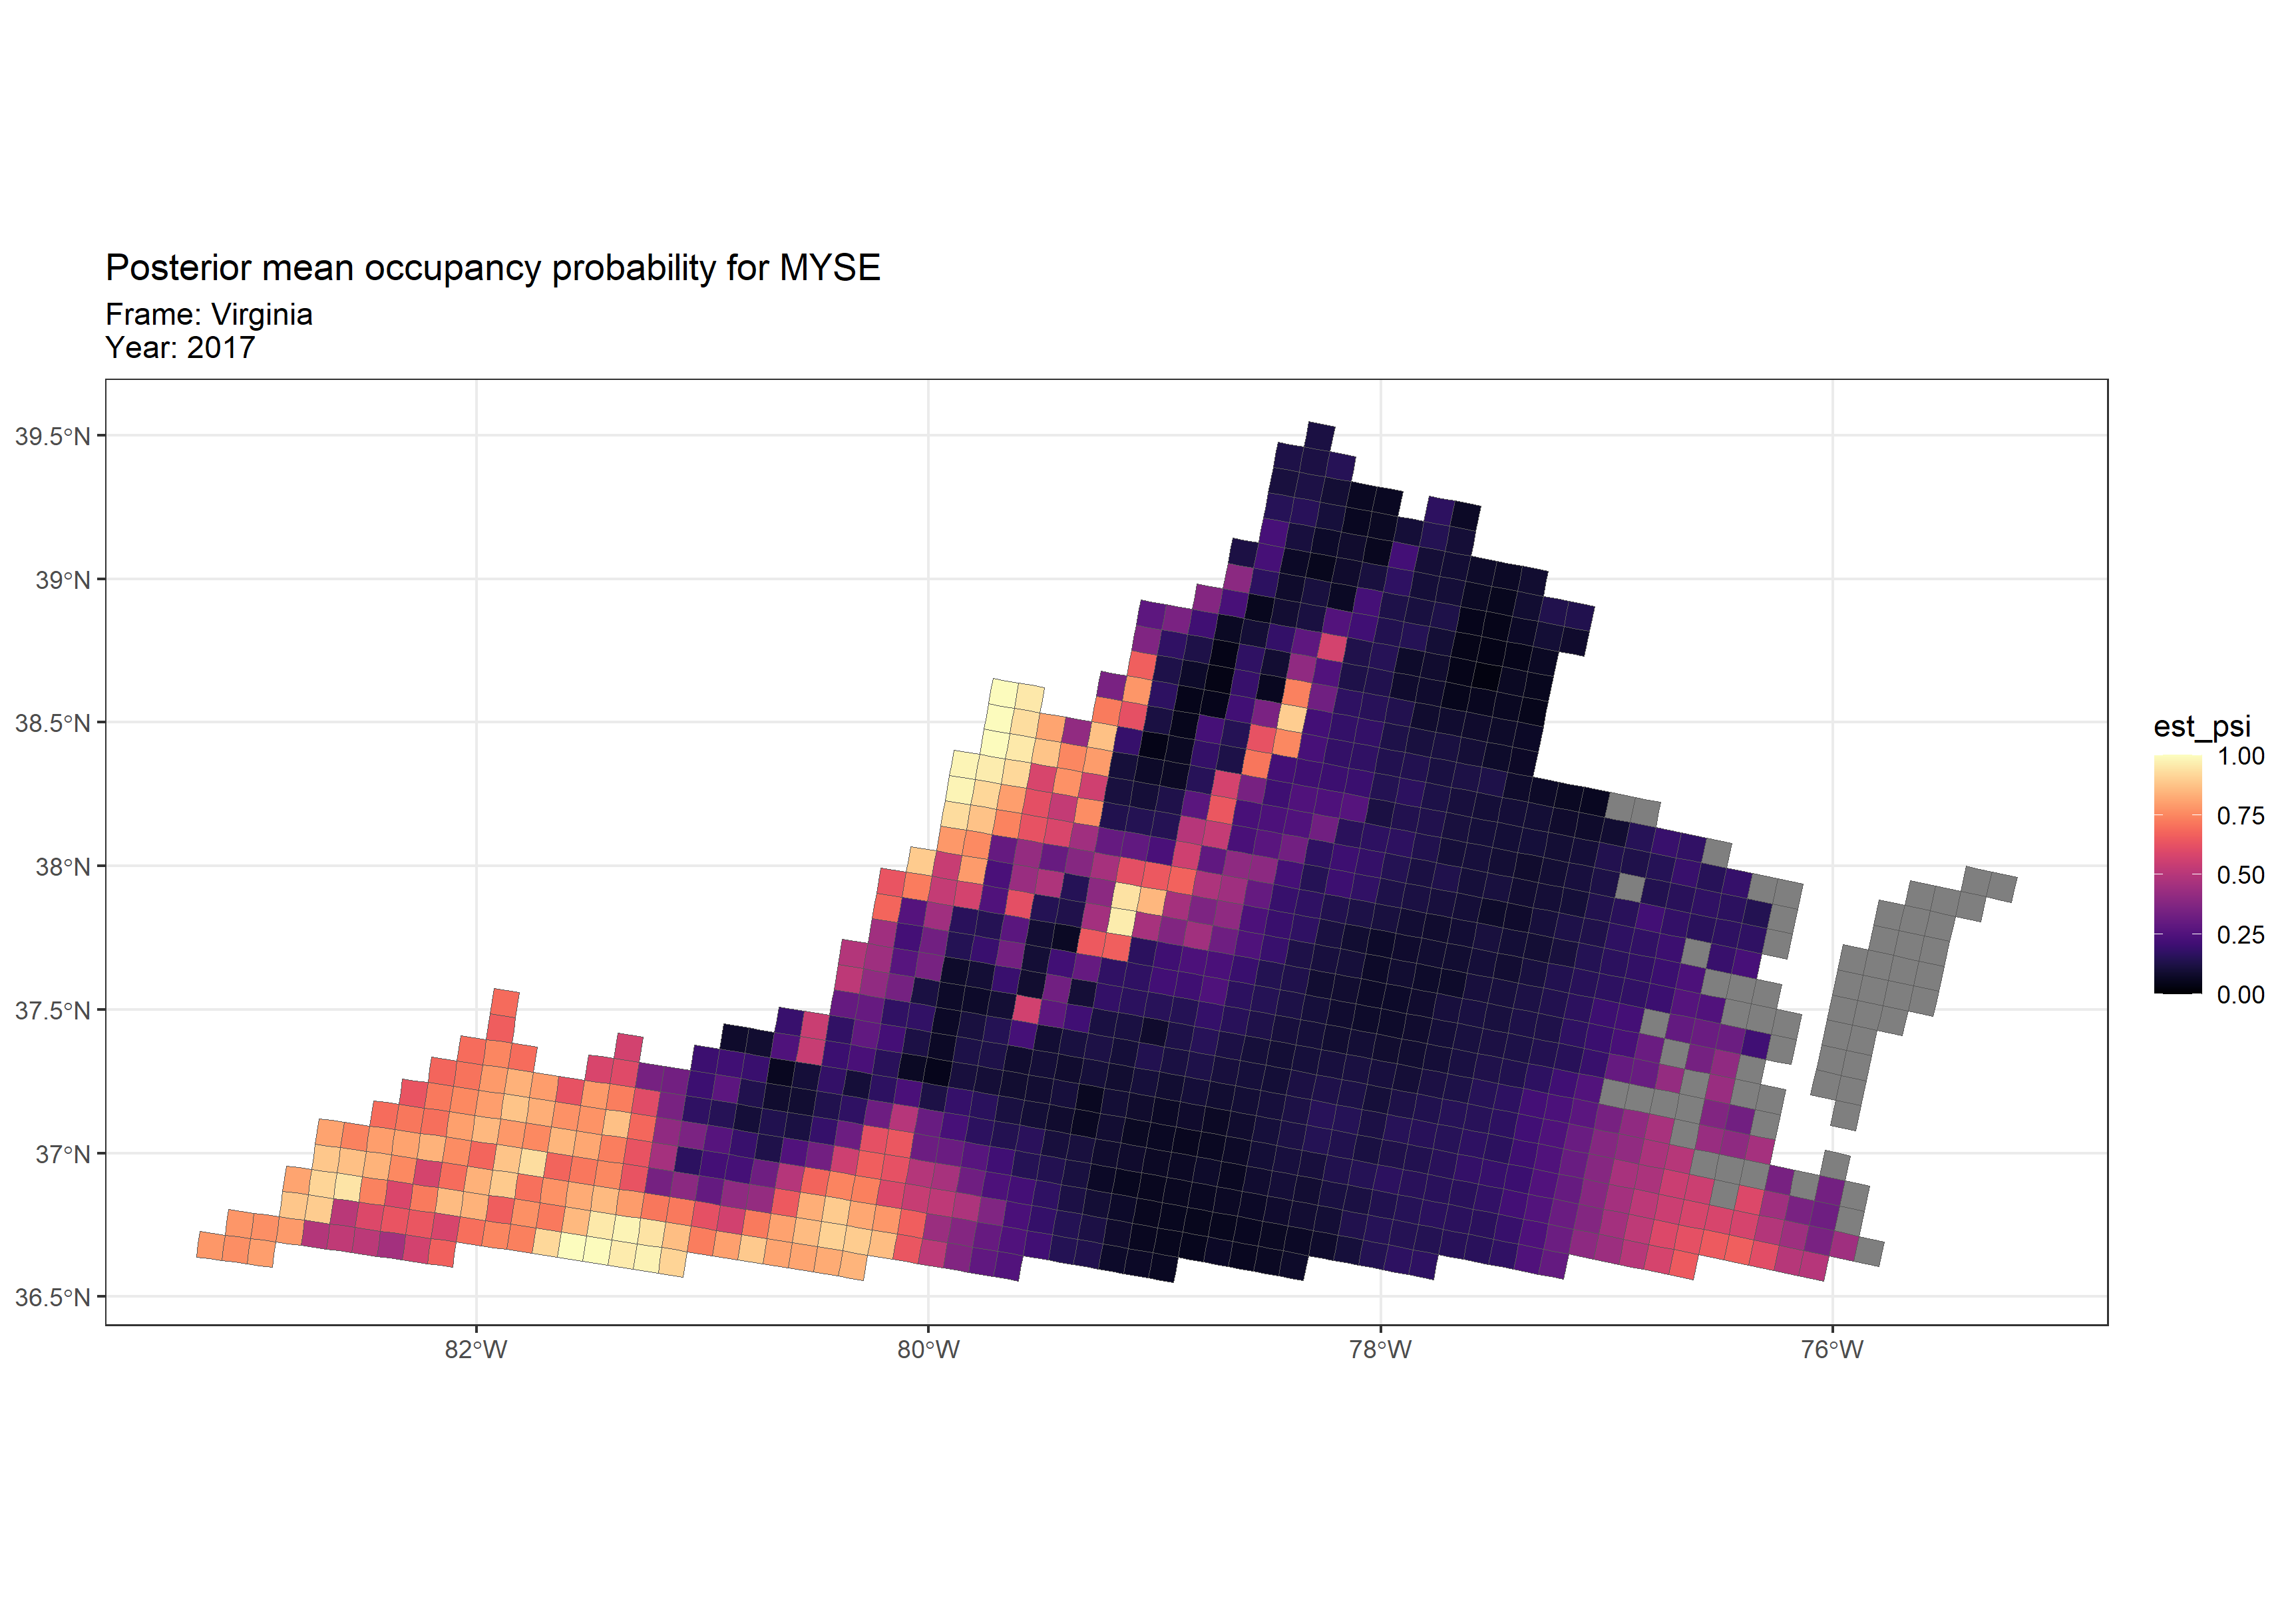 Posterior mean occupancy probability for MYSE
Frame: Virginia
Year: 2017
39.5°N
39°N
38.5°N
38°N
37.5°N
37°N
36.5°N
82°W
80°W
78°W
76°W
est_psi
1.00
0.75
0.50
0.25
0.00